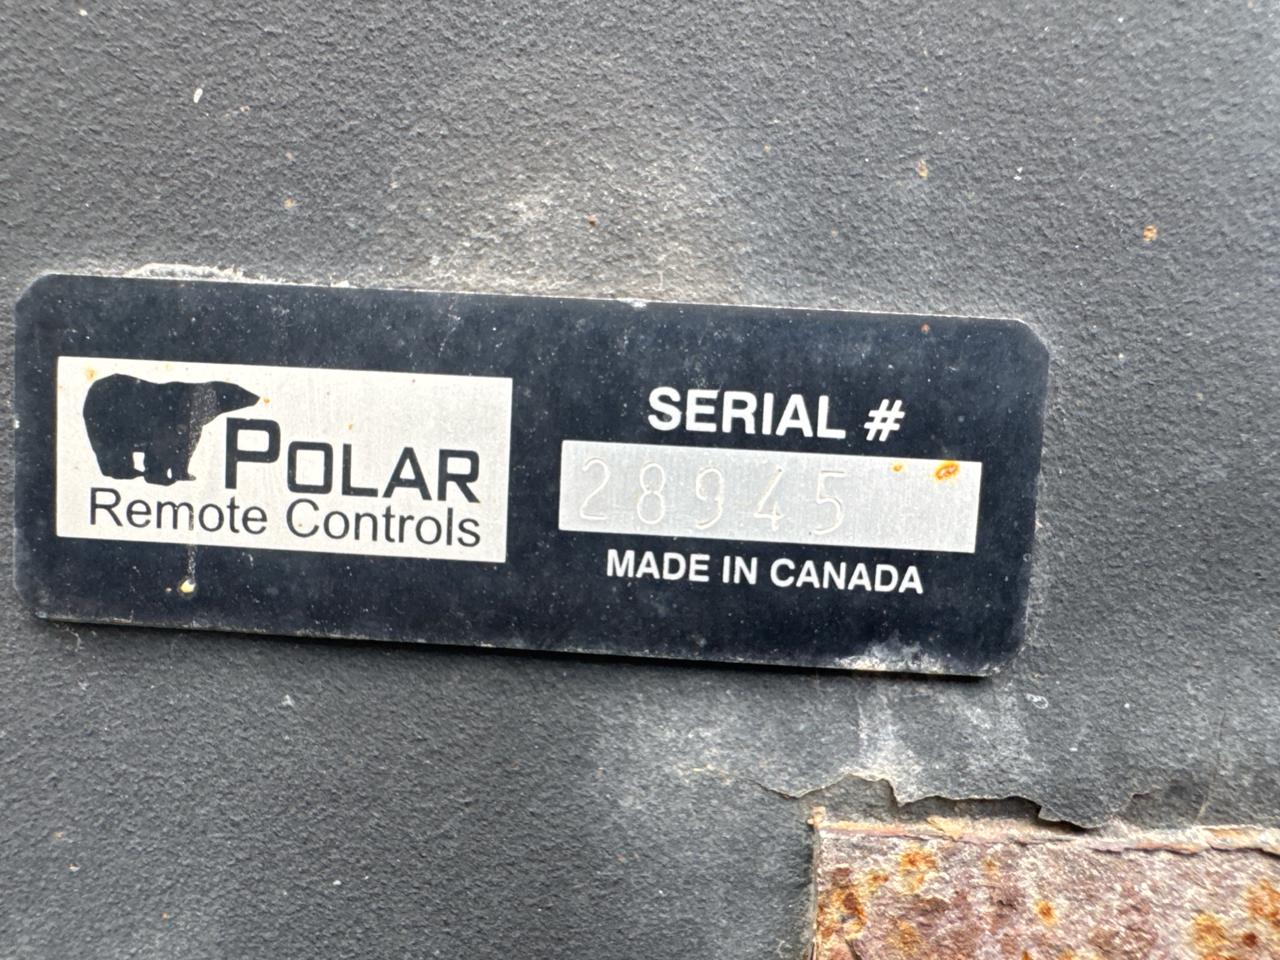 POLAR
Remote Controls
SERIAL #
28945
MADE IN CANADA